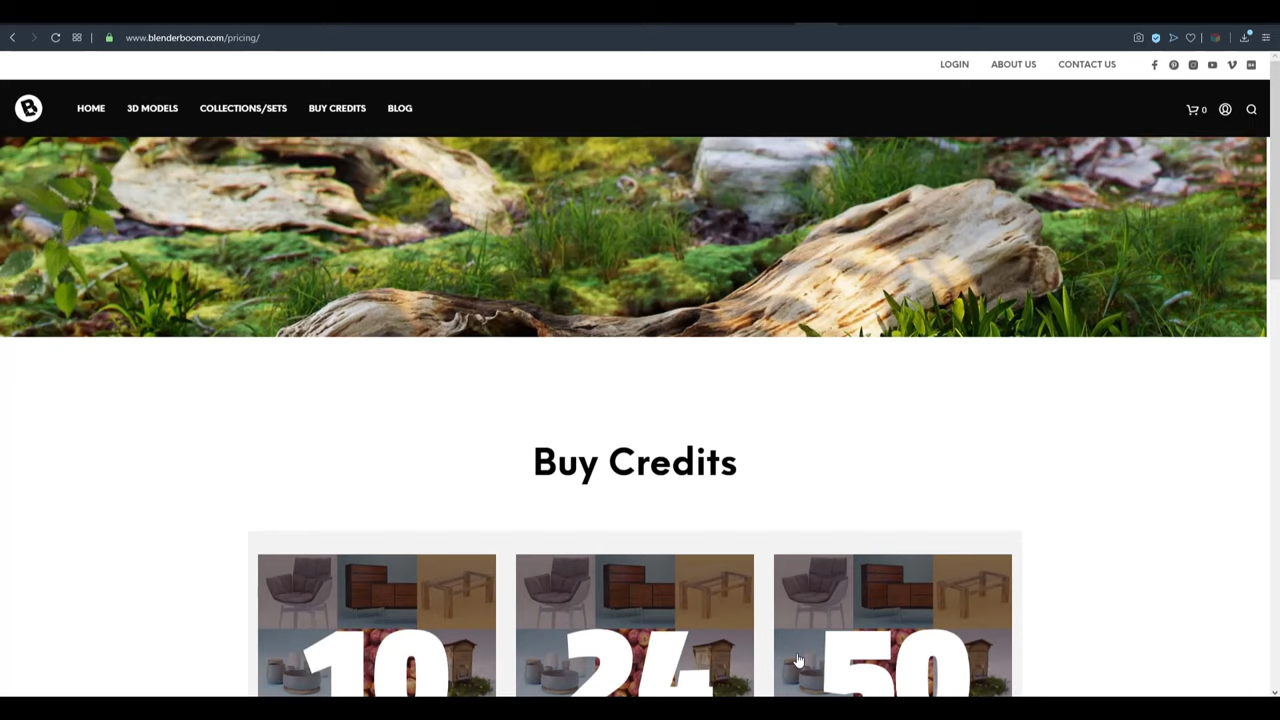 www.blenderboom.com/pricing/
LOGIN ABOUT US CONTACT US
B HOME 3D MODELS COLLECTIONS/SETS BUY CREDITS BLOG 0
Buy Credits
10 24 50